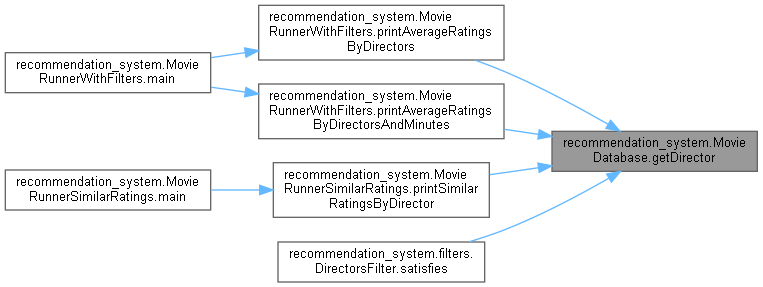 recommendation_system.Movie
RunnerWithFilters.printAverageRatings
ByDirectors
recommendation_system.Movie
RunnerWithFilters.main
recommendation_system.Movie
RunnerWithFilters.printAverageRatings
ByDirectorsAndMinutes
recommendation_system.Movie
Database.getDirector
recommendation_system.Movie
RunnerSimilarRatings.printSimilar
RatingsByDirector
recommendation_system.Movie
RunnerSimilarRatings.main
recommendation_system.filters.
DirectorsFilter.satisfies